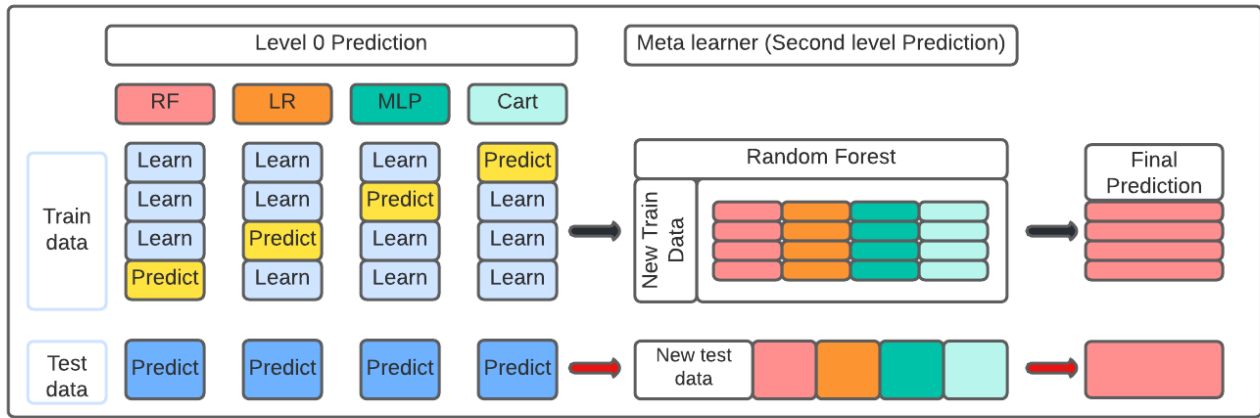 Level 0 Prediction
Meta learner (Second level Prediction)
RF
LR
MLP
Cart
Train
data
Learn
Learn
Learn
Predict
Learn
Learn
Predict
Learn
Learn
Predict
Learn
Learn
Predict
Learn
Learn
Learn
Random Forest
New Train
Data
Final
Prediction
Test
data
Predict
Predict
Predict
Predict
New test
data